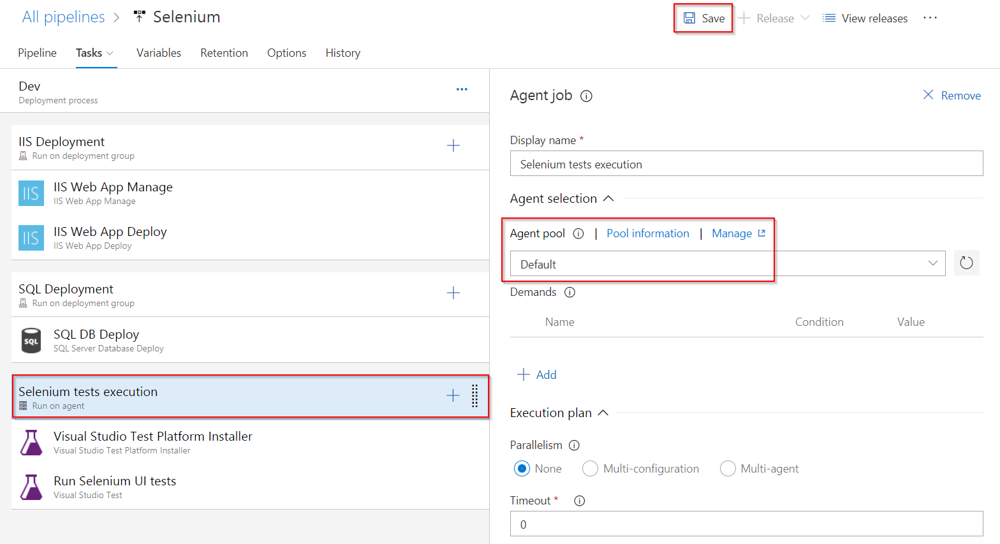 All pipelines > Selenium
Save
Release
View releases
Pipeline
Tasks
Variables
Retention
Options
History
Dev
Deployment process
IIS Deployment
Run on deployment group
IIS
IIS Web App Manage
IIS Web App Manage
IIS
IIS Web App Deploy
IIS Web App Deploy
SQL Deployment
Run on deployment group
SQL
SQL DB Deploy
SQL Server Database Deploy
Selenium tests execution
Run on agent
Visual Studio Test Platform Installer
Visual Studio Test Platform Installer
Run Selenium UI tests
Visual Studio Test
Agent job
Remove
Display name *
Selenium tests execution
Agent selection
Agent pool | Pool information | Manage
Default
Demands
Name Condition Value
Add
Execution plan
Parallelism
None Multi-configuration Multi-agent
Timeout *
0